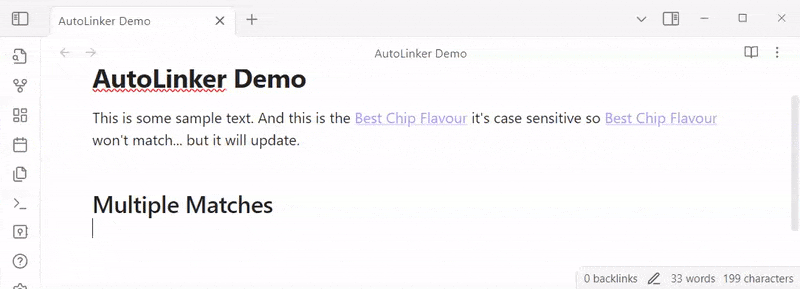 AutoLinker Demo
AutoLinker Demo
AutoLinker Demo
This is some sample text. And this is the Best Chip Flavour it's case sensitive so Best Chip Flavour
won't match... but it will update.
Multiple Matches
0 backlinks 33 words 199 characters